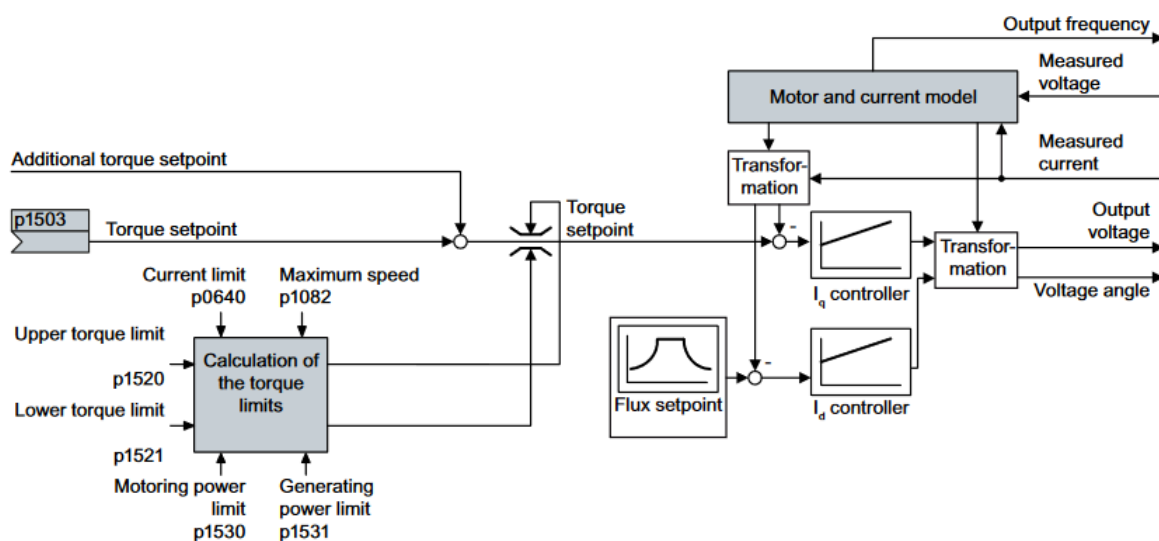 Output frequency
Measured
voltage
Motor and current model
Additional torque setpoint
Measured
current
Transfor-
mation
p1503
Torque setpoint
Torque
setpoint
Output
voltage
Transfor-
mation
Current limit
p0640
Maximum speed
p1082
Iq controller
Voltage angle
Upper torque limit
p1520
Calculation of
the torque
limits
Lower torque limit
p1521
Flux setpoint
Id controller
Motoring power
limit
p1530
Generating
power limit
p1531
-
-